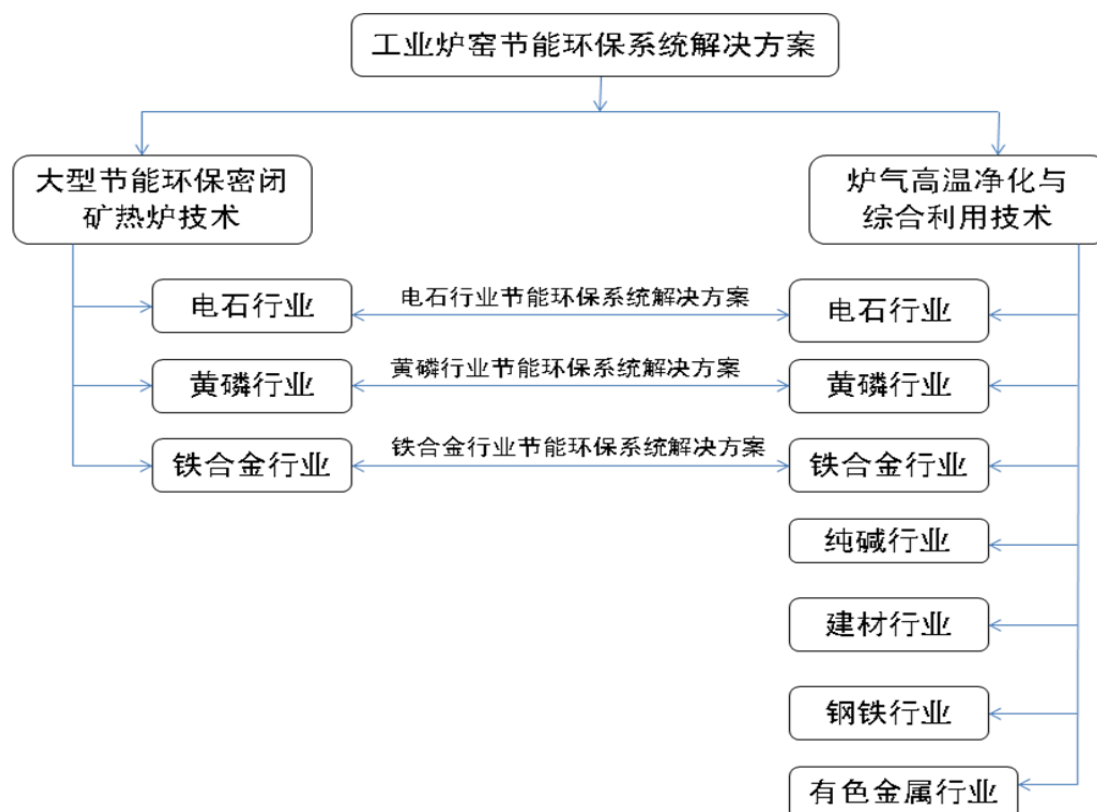 工业炉窑节能环保系统解决方案
大型节能环保密闭
矿热炉技术
炉气高温净化与
综合利用技术
电石行业
电石行业节能环保系统解决方案
电石行业
黄磷行业
黄磷行业节能环保系统解决方案
黄磷行业
铁合金行业
铁合金行业节能环保系统解决方案
铁合金行业
纯碱行业
建材行业
钢铁行业
有色金属行业